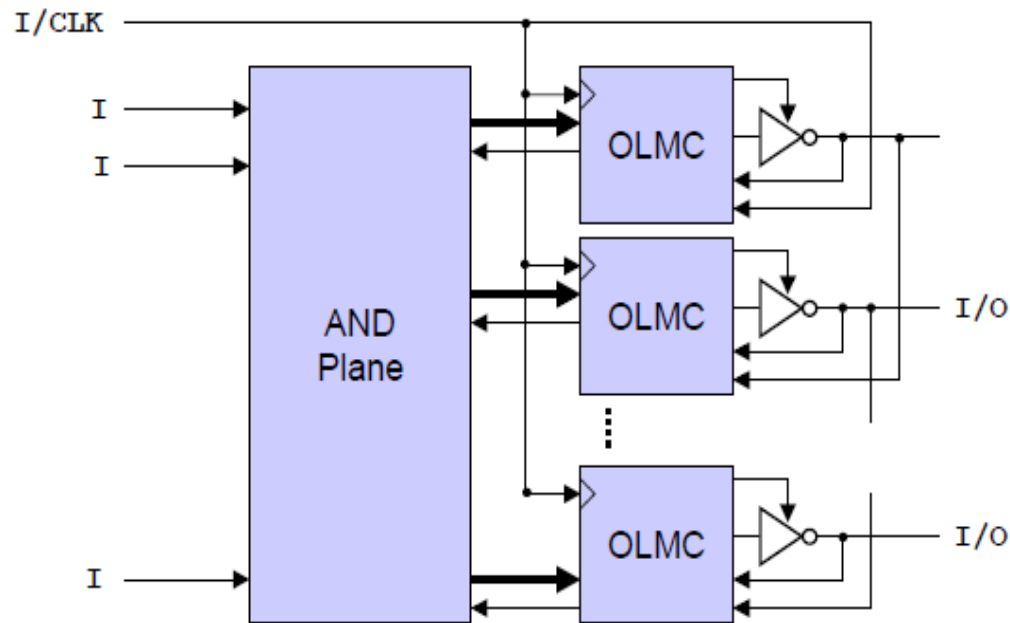 I/CLK
I
I
OLMC
OLMC
I/O
AND
Plane
OLMC
I/O
I